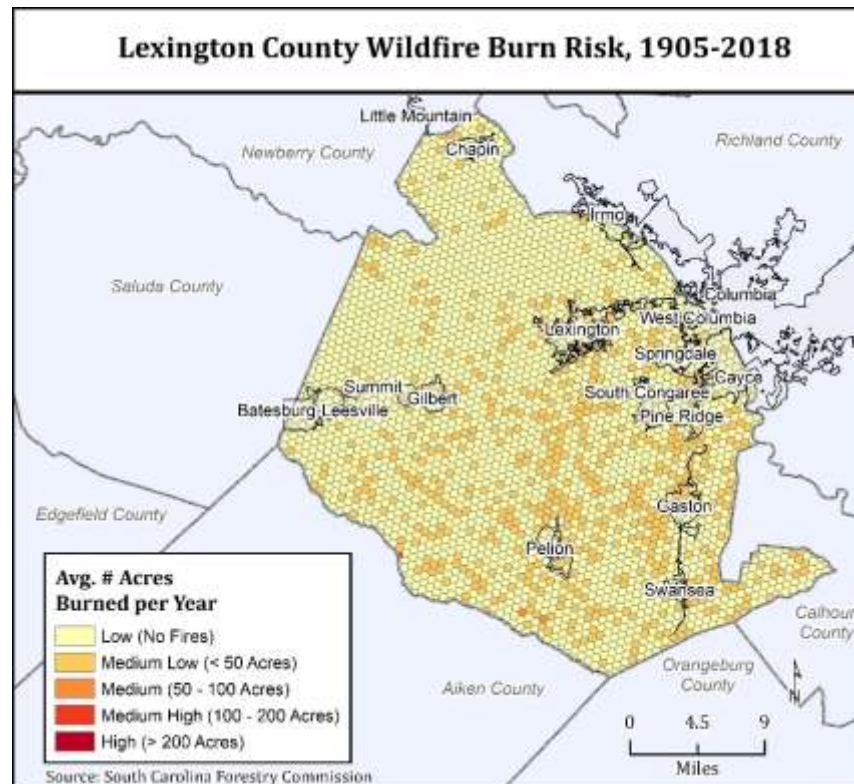 Lexington County Wildfire Burn Risk, 1905-2018
Little Mountain
Newberry County
Chapin
Richland County
Irmo
Saluda County
Columbia
Lexington
West Columbia
Springdale
Cayce
Summit
Gilbert
South Congaree
Batesburg-Leesville
Pine Ridge
Edgefield County
Gaston
Pelion
Swansea
Calhoun
County
Orangeburg
County
Aiken County
N
Avg. # Acres
Burned per Year
Low (No Fires)
Medium Low (< 50 Acres)
Medium (50 - 100 Acres)
Medium High (100 - 200 Acres)
High (> 200 Acres)
0 4.5 9
Miles
Source: South Carolina Forestry Commission